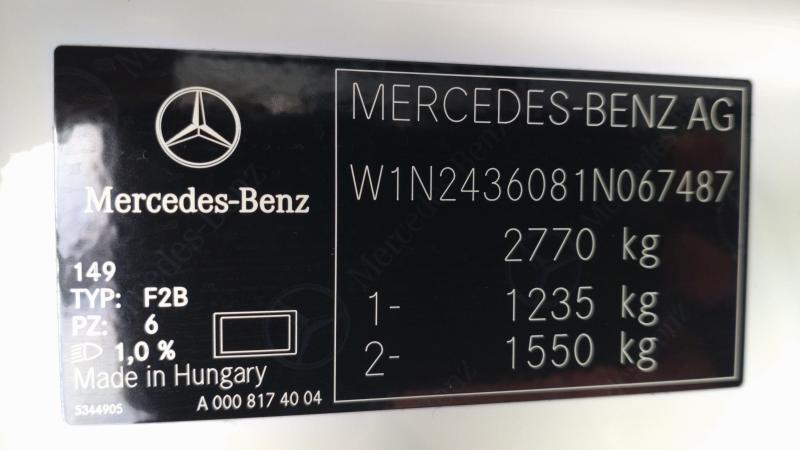 Mercedes-Benz
149
TYP: F2B
PZ: 6
1,0 %
Made in Hungary
5344905
A 000 817 40 04
MERCEDES-BENZ AG
W1N2436081N067487
2770 kg
1- 1235 kg
2- 1550 kg